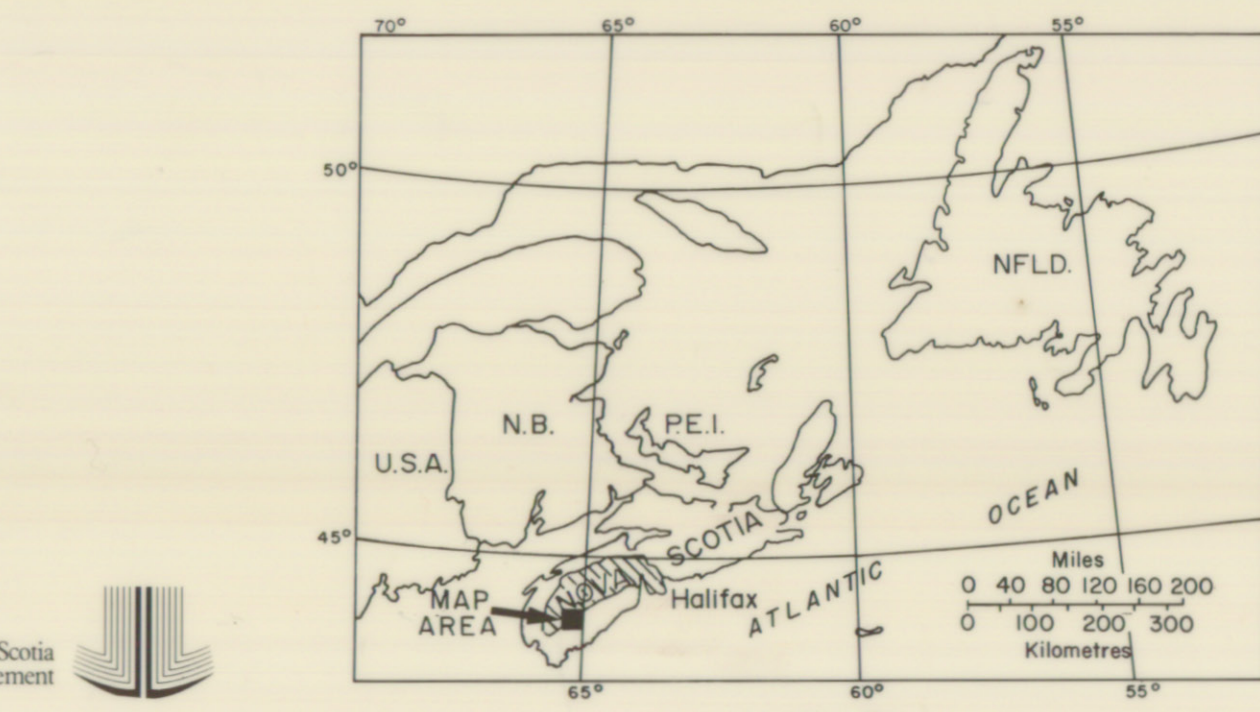 70° 65° 60° 55°
50°
NFLD.
N.B. P.E.I.
U.S.A.
OCEAN
45°
SCOTIA
NOVA
ATLANTIC
Miles
0 40 80 120 160 200
0 100 200 300
Kilometres
MAP
AREA
Halifax
Scotia
ement
65° 60° 55°